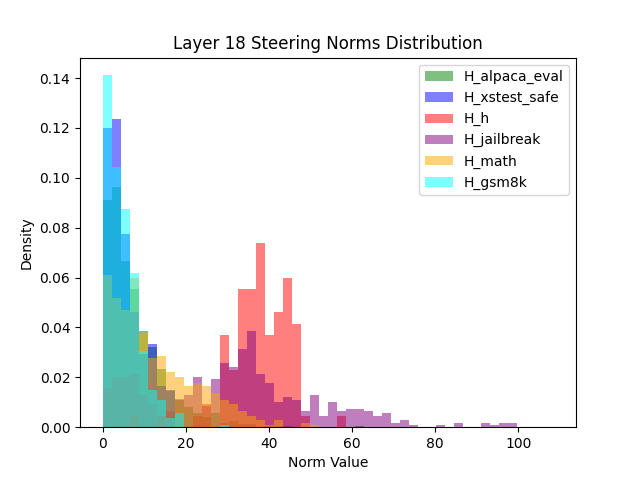 Layer 18 Steering Norms Distribution
H_alpaca_eval
H_xstest_safe
H_h
H_jailbreak
H_math
H_gsm8k
0.14
0.12
0.10
0.08
0.06
0.04
0.02
0.00
Density
0 20 40 60 80 100
Norm Value